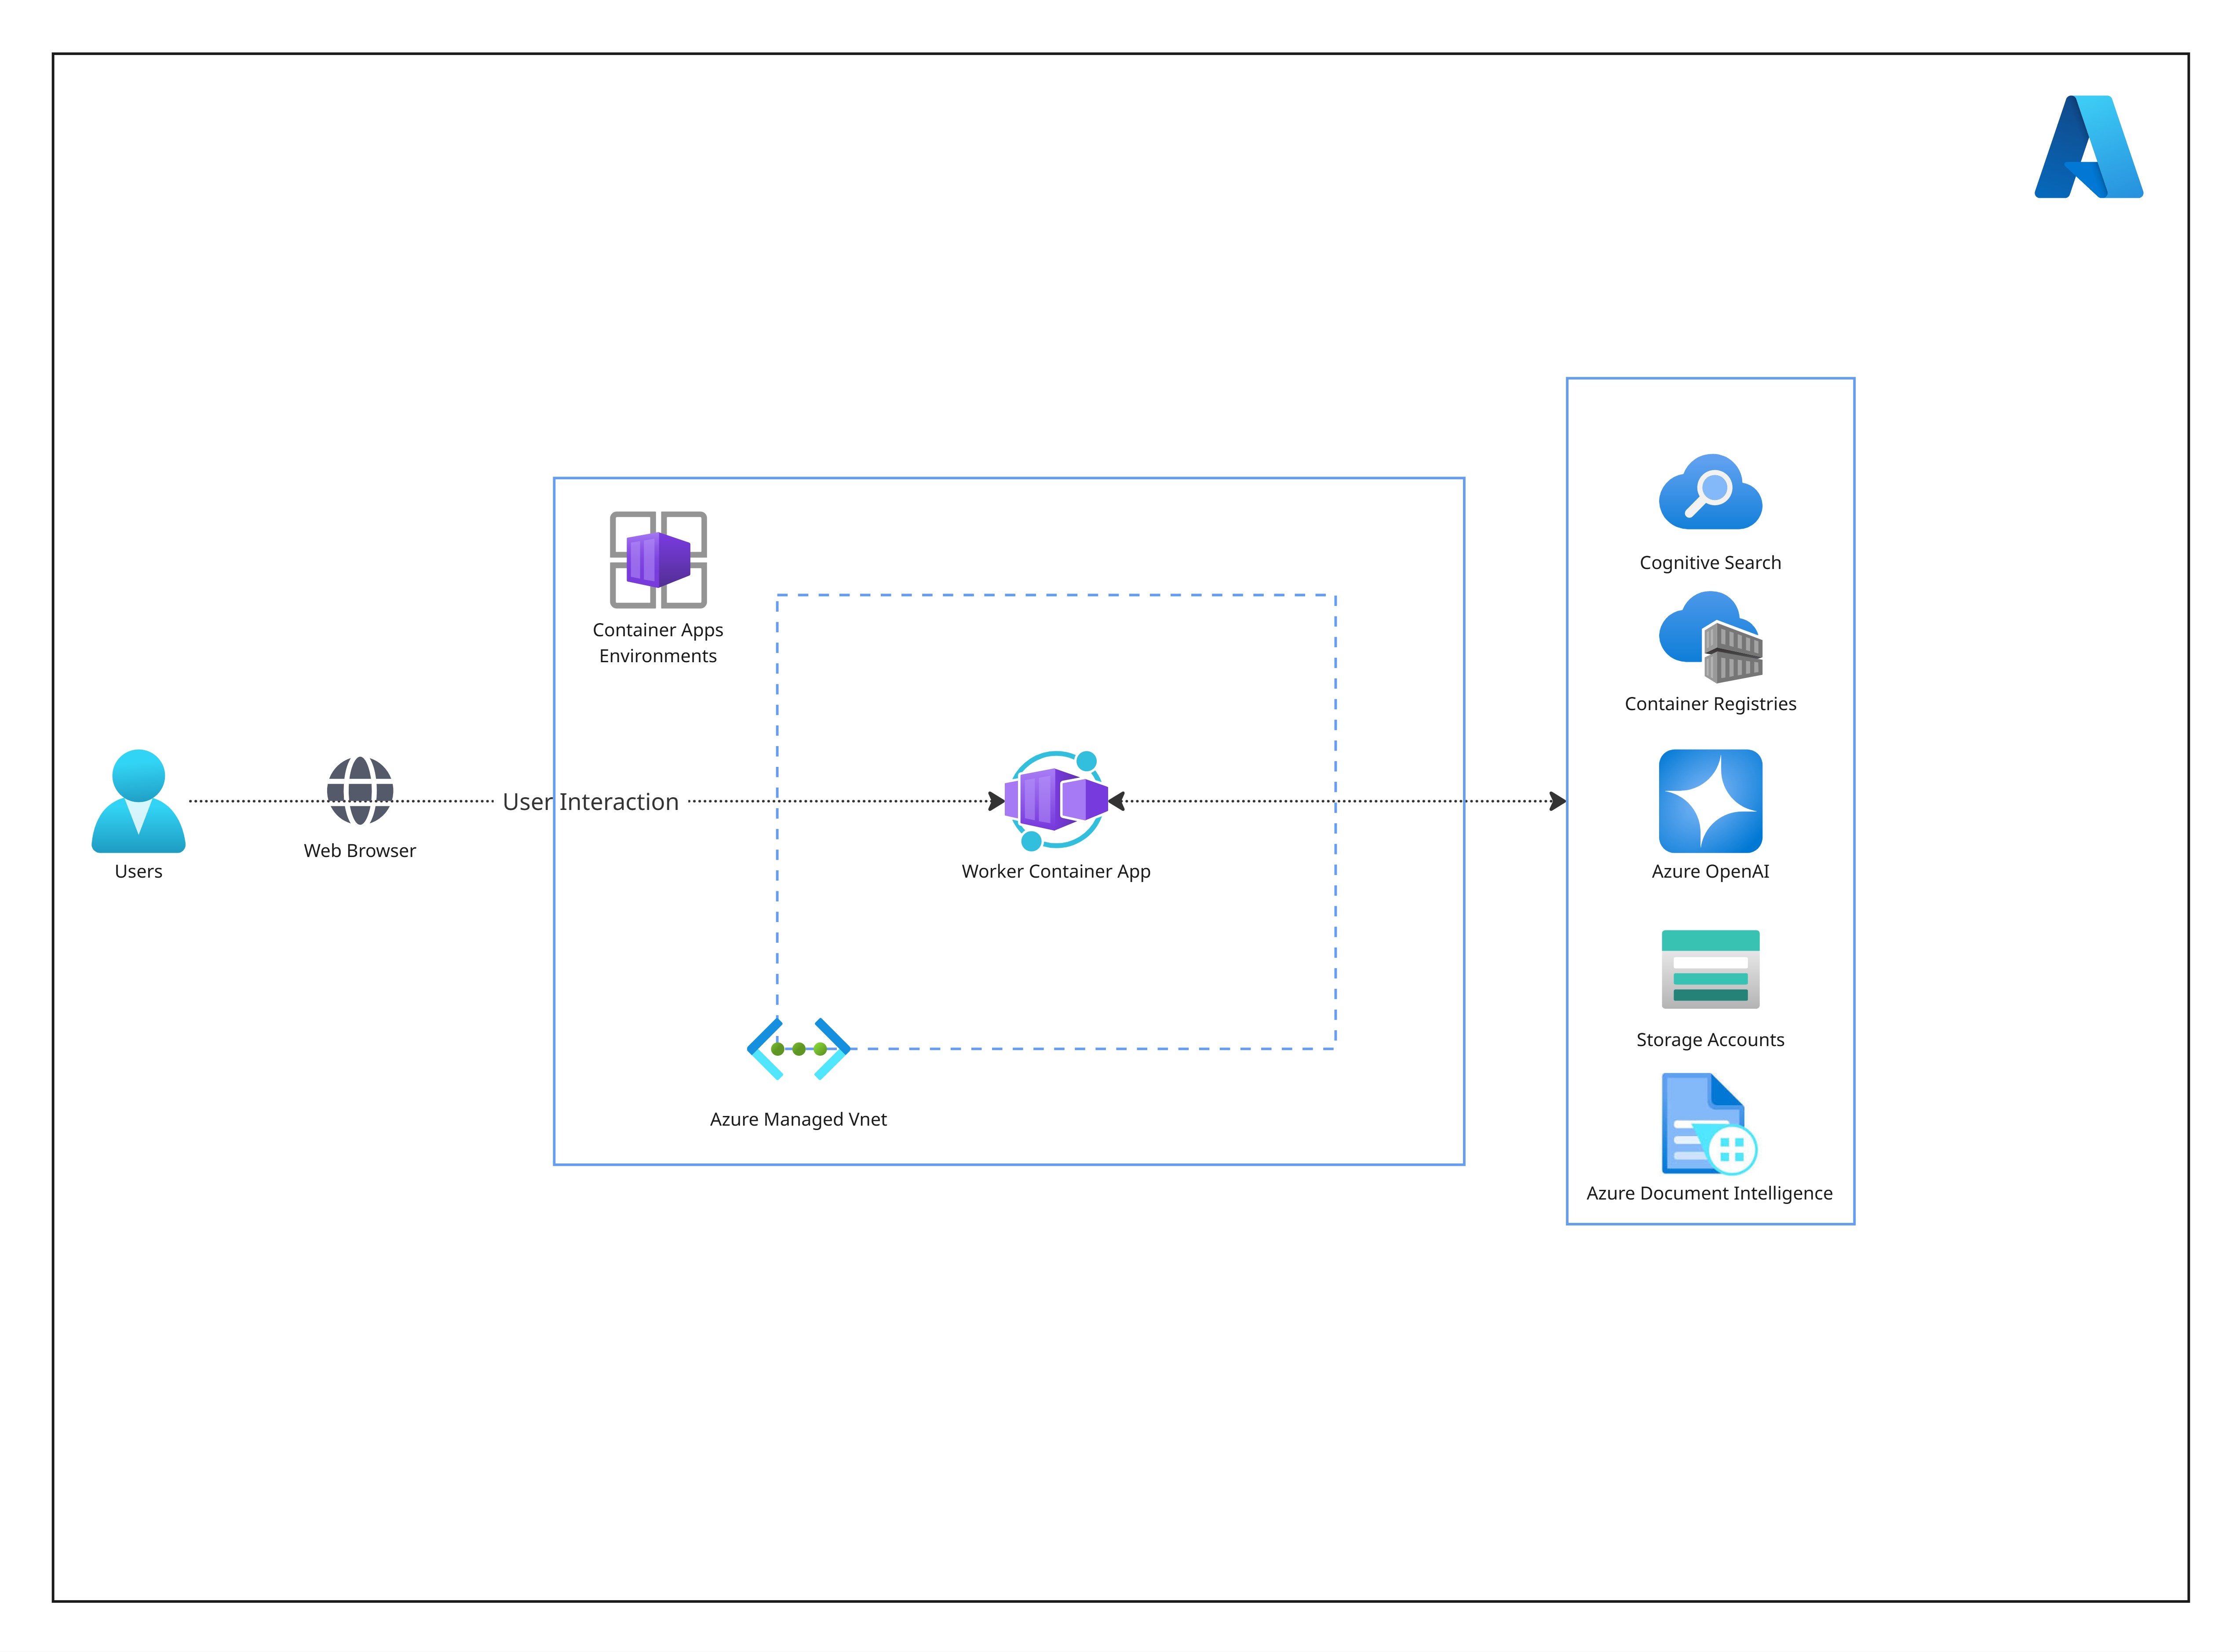 Cognitive Search
Container Apps
Environments
Container Registries
User Interaction
Users
Web Browser
Worker Container App
Azure OpenAI
Storage Accounts
Azure Managed Vnet
Azure Document Intelligence